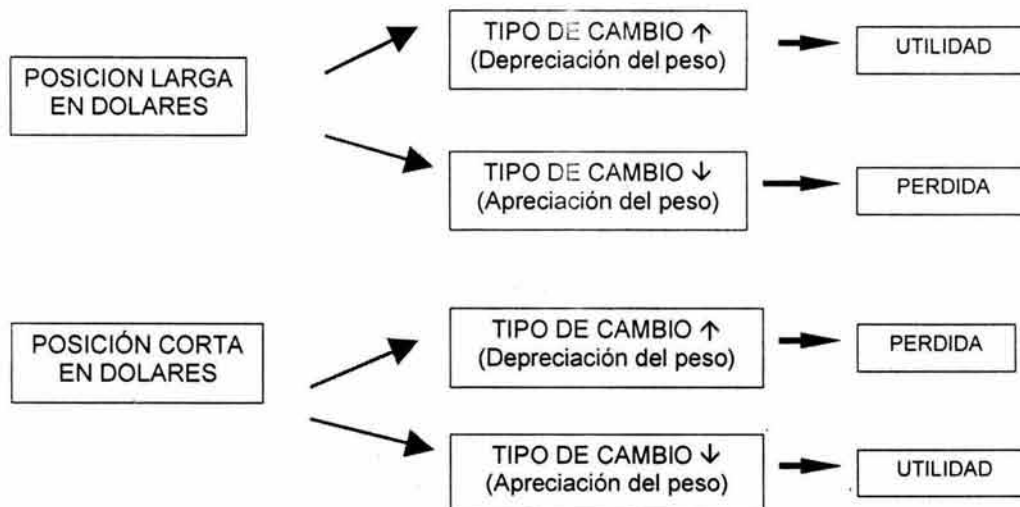 POSICION LARGA
EN DOLARES
TIPO DE CAMBIO ↑
(Depreciación del peso)
UTILIDAD
TIPO DE CAMBIO ↓
(Apreciación del peso)
PERDIDA
POSICIÓN CORTA
EN DOLARES
TIPO DE CAMBIO ↑
(Depreciación del peso)
PERDIDA
TIPO DE CAMBIO ↓
(Apreciación del peso)
UTILIDAD